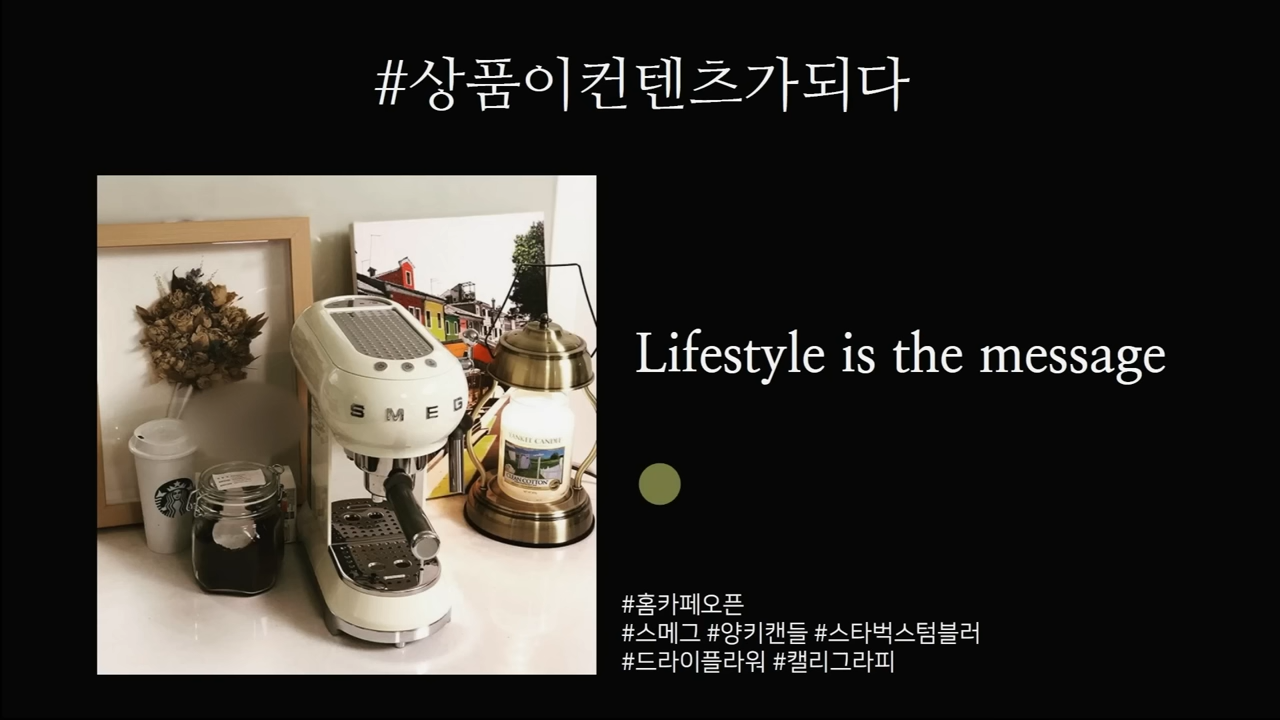 #상품이컨텐츠가되다
Lifestyle is the message
SMEG
YANKEE CANDLE
CLEAN COTTON
#홈카페오픈
#스메그 #양키캔들 #스타벅스텀블러
#드라이플라워 #캘리그라피